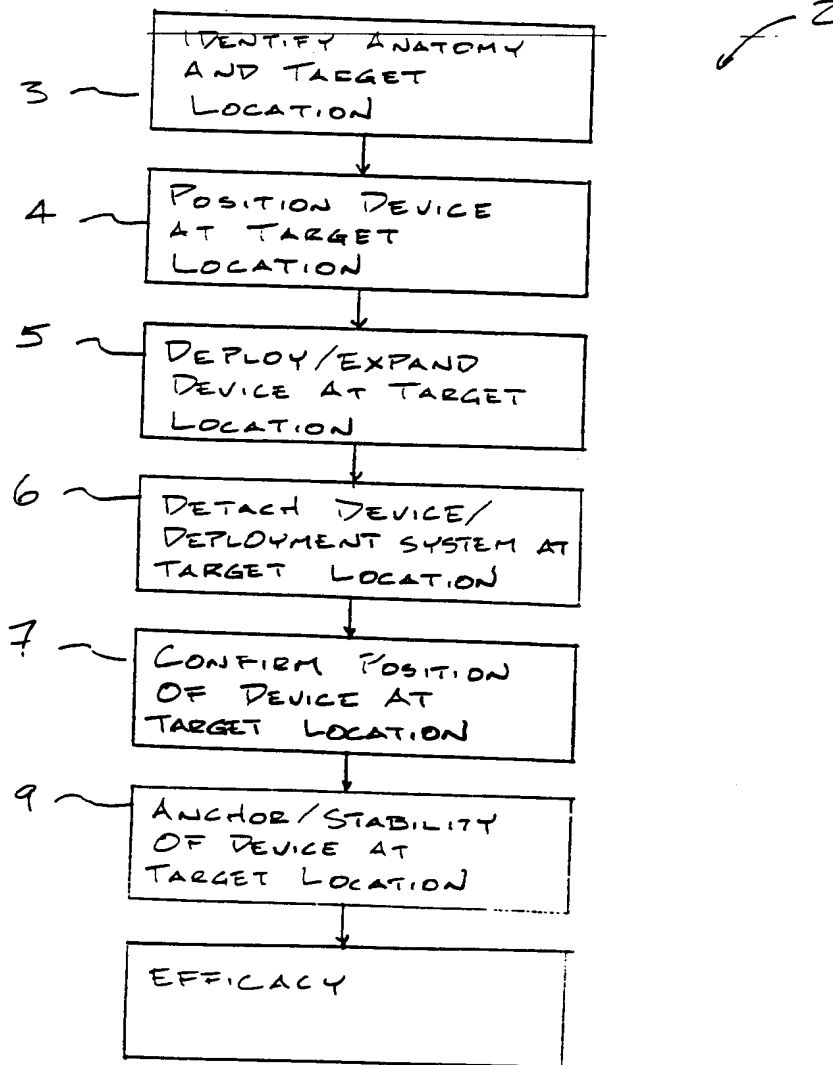 2
IDENTIFY ANATOMY
AND TARGET
LOCATION
3
POSITION DEVICE
AT TARGET
LOCATION
4
DEPLOY/EXPAND
DEVICE AT TARGET
LOCATION
5
DETACH DEVICE/
DEPLOYMENT SYSTEM AT
TARGET LOCATION
6
CONFIRM POSITION
OF DEVICE AT
TARGET LOCATION
7
ANCHOR/STABILITY
OF DEVICE AT
TARGET LOCATION
9
EFFICACY